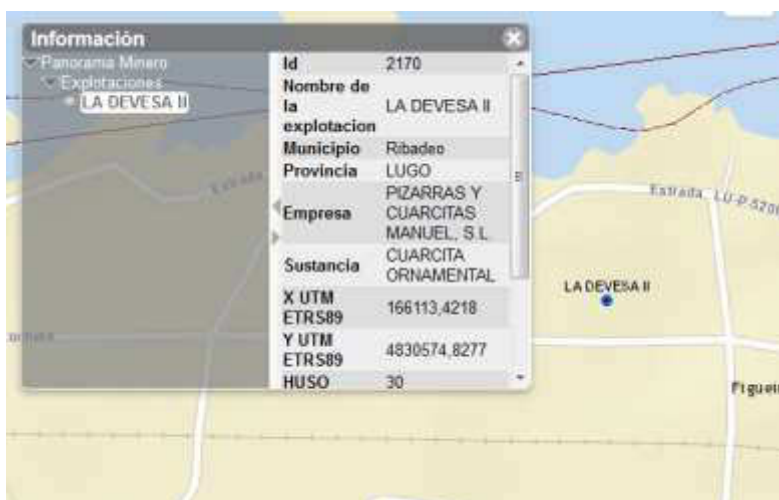 Información
Panorama Minero
Explotaciones
LA DEVESA II
Id 2170
Nombre de
la
explotacion LA DEVESA II
Municipio Ribadeo
Provincia LUGO
Empresa PIZARRAS Y
CUARCITAS
MANUEL, S.L.
Sustancia CUARCITA
ORNAMENTAL
X UTM
ETRS89 166113,4218
Y UTM
ETRS89 4830574,8277
HUSO 30
Estrada
Estrada LU-P-5206
LA DEVESA II
Figuei